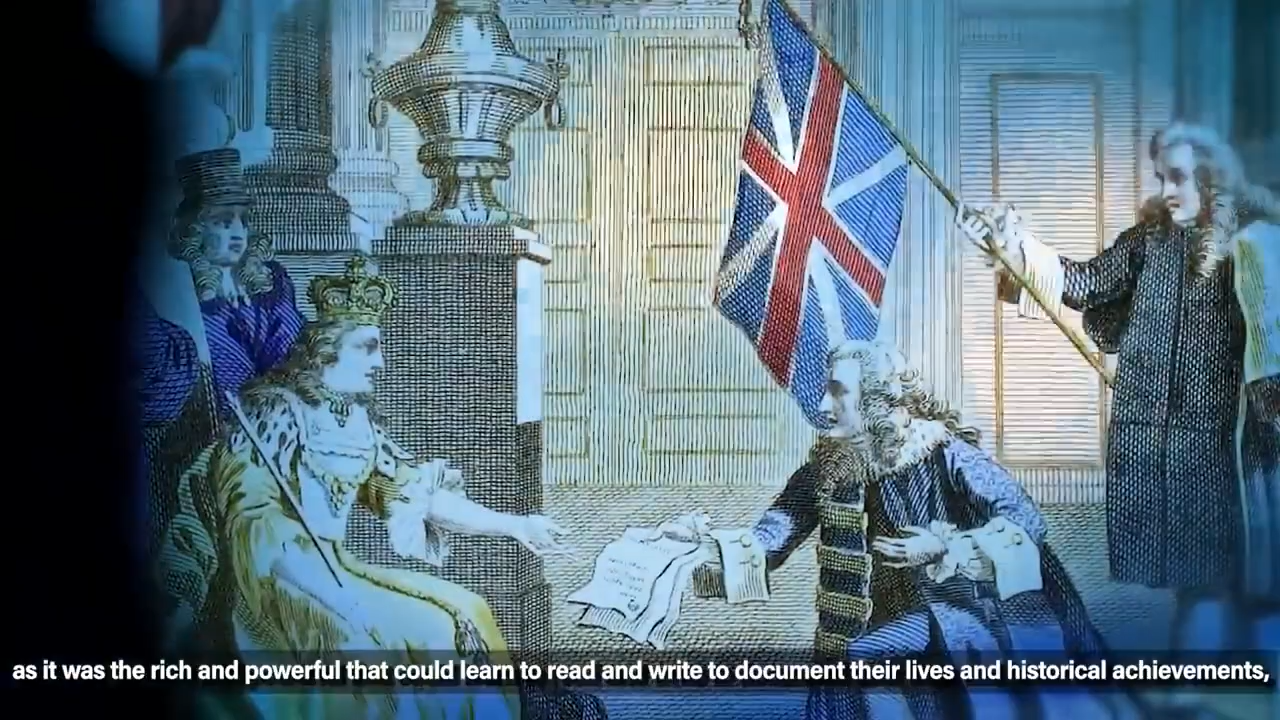 as it was the rich and powerful that could learn to read and write to document their lives and historical achievements,